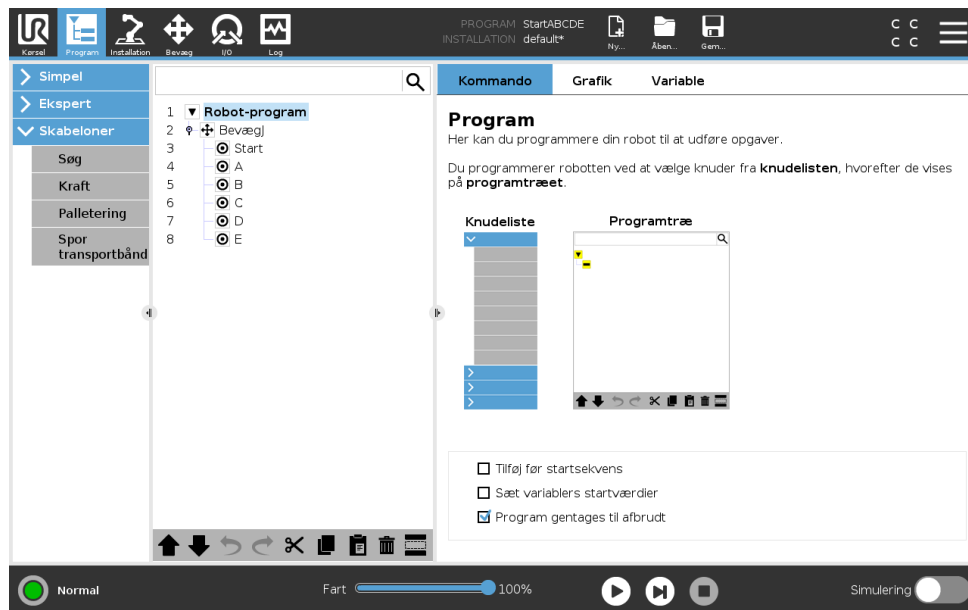 UR
PROGRAM StartABCDE
INSTALLATION default*
Kørsel Program Installation Bevæg I/O Log Ny... Åben... Gem...
C C
C C
Simpel
Ekspert
Skabeloner
Søg
Kraft
Palletering
Spor
transportbånd
1 Robot-program
2 BevægJ
3 Start
4 A
5 B
6 C
7 D
8 E
Kommando Grafik Variable
Program
Her kan du programmere din robot til at udføre opgaver.
Du programmerer robotten ved at vælge knuder fra knudelisten, hvorefter de vises
på programtræet.
Knudeliste Programtræ
Tilføj før startsekvens
Sæt variablers startværdier
Program gentages til afbrudt
Normal Fart 100% Simulering